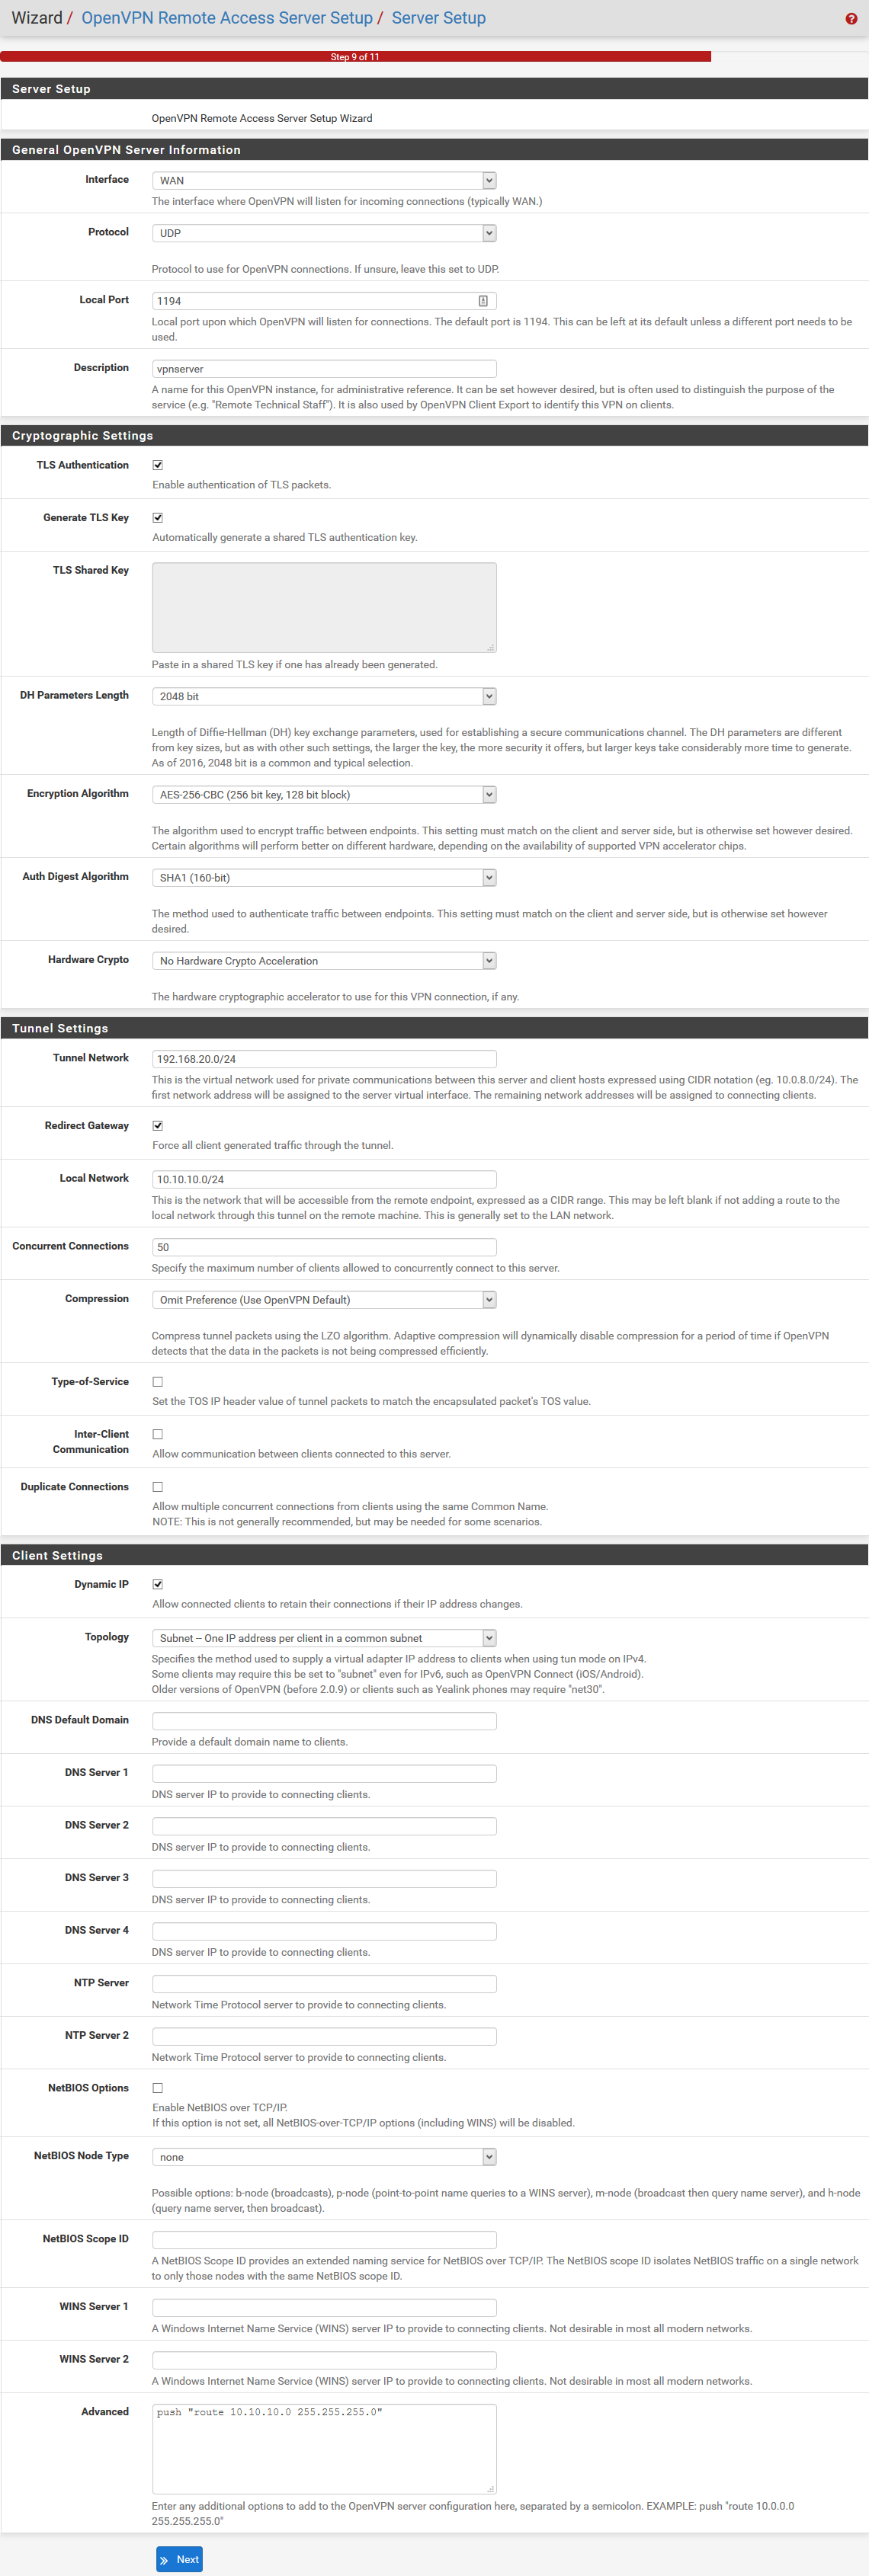 Wizard / OpenVPN Remote Access Server Setup / Server Setup
Step 9 of 11
Server Setup
OpenVPN Remote Access Server Setup Wizard
General OpenVPN Server Information
Interface
WAN
The interface where OpenVPN will listen for incoming connections (typically WAN.)
Protocol
UDP
Protocol to use for OpenVPN connections. If unsure, leave this set to UDP.
Local Port
1194
Local port upon which OpenVPN will listen for connections. The default port is 1194. This can be left at its default unless a different port needs to be
used.
Description
vpnserver
A name for this OpenVPN instance, for administrative reference. It can be set however desired, but is often used to distinguish the purpose of the
service (e.g. "Remote Technical Staff"). It is also used by OpenVPN Client Export to identify this VPN on clients.
Cryptographic Settings
TLS Authentication
Enable authentication of TLS packets.
Generate TLS Key
Automatically generate a shared TLS authentication key.
TLS Shared Key
Paste in a shared TLS key if one has already been generated.
DH Parameters Length
2048 bit
Length of Diffie-Hellman (DH) key exchange parameters, used for establishing a secure communications channel. The DH parameters are different
from key sizes, but as with other such settings, the larger the key, the more security it offers, but larger keys take considerably more time to generate.
As of 2016, 2048 bit is a common and typical selection.
Encryption Algorithm
AES-256-CBC (256 bit key, 128 bit block)
The algorithm used to encrypt traffic between endpoints. This setting must match on the client and server side, but is otherwise set however desired.
Certain algorithms will perform better on different hardware, depending on the availability of supported VPN accelerator chips.
Auth Digest Algorithm
SHA1 (160-bit)
The method used to authenticate traffic between endpoints. This setting must match on the client and server side, but is otherwise set however
desired.
Hardware Crypto
No Hardware Crypto Acceleration
The hardware cryptographic accelerator to use for this VPN connection, if any.
Tunnel Settings
Tunnel Network
192.168.20.0/24
This is the virtual network used for private communications between this server and client hosts expressed using CIDR notation (eg. 10.0.8.0/24). The
first network address will be assigned to the server virtual interface. The remaining network addresses will be assigned to connecting clients.
Redirect Gateway
Force all client generated traffic through the tunnel.
Local Network
10.10.10.0/24
This is the network that will be accessible from the remote endpoint, expressed as a CIDR range. This may be left blank if not adding a route to the
local network through this tunnel on the remote machine. This is generally set to the LAN network.
Concurrent Connections
50
Specify the maximum number of clients allowed to concurrently connect to this server.
Compression
Omit Preference (Use OpenVPN Default)
Compress tunnel packets using the LZO algorithm. Adaptive compression will dynamically disable compression for a period of time if OpenVPN
detects that the data in the packets is not being compressed efficiently.
Type-of-Service
Set the TOS IP header value of tunnel packets to match the encapsulated packet's TOS value.
Inter-Client
Communication
Allow communication between clients connected to this server.
Duplicate Connections
Allow multiple concurrent connections from clients using the same Common Name.
NOTE: This is not generally recommended, but may be needed for some scenarios.
Client Settings
Dynamic IP
Allow connected clients to retain their connections if their IP address changes.
Topology
Subnet -- One IP address per client in a common subnet
Specifies the method used to supply a virtual adapter IP address to clients when using tun mode on IPv4.
Some clients may require this be set to "subnet" even for IPv6, such as OpenVPN Connect (iOS/Android).
Older versions of OpenVPN (before 2.0.9) or clients such as Yealink phones may require "net30".
DNS Default Domain
Provide a default domain name to clients.
DNS Server 1
DNS server IP to provide to connecting clients.
DNS Server 2
DNS server IP to provide to connecting clients.
DNS Server 3
DNS server IP to provide to connecting clients.
DNS Server 4
DNS server IP to provide to connecting clients.
NTP Server
Network Time Protocol server to provide to connecting clients.
NTP Server 2
Network Time Protocol server to provide to connecting clients.
NetBIOS Options
Enable NetBIOS over TCP/IP.
If this option is not set, all NetBIOS-over-TCP/IP options (including WINS) will be disabled.
NetBIOS Node Type
none
Possible options: b-node (broadcasts), p-node (point-to-point name queries to a WINS server), m-node (broadcast then query name server), and h-node
(query name server, then broadcast).
NetBIOS Scope ID
A NetBIOS Scope ID provides an extended naming service for NetBIOS over TCP/IP. The NetBIOS scope ID isolates NetBIOS traffic on a single network
to only those nodes with the same NetBIOS scope ID.
WINS Server 1
A Windows Internet Name Service (WINS) server IP to provide to connecting clients. Not desirable in most all modern networks.
WINS Server 2
A Windows Internet Name Service (WINS) server IP to provide to connecting clients. Not desirable in most all modern networks.
Advanced
push "route 10.10.10.0 255.255.255.0"
Enter any additional options to add to the OpenVPN server configuration here, separated by a semicolon. EXAMPLE: push "route 10.0.0.0
255.255.255.0"
Next